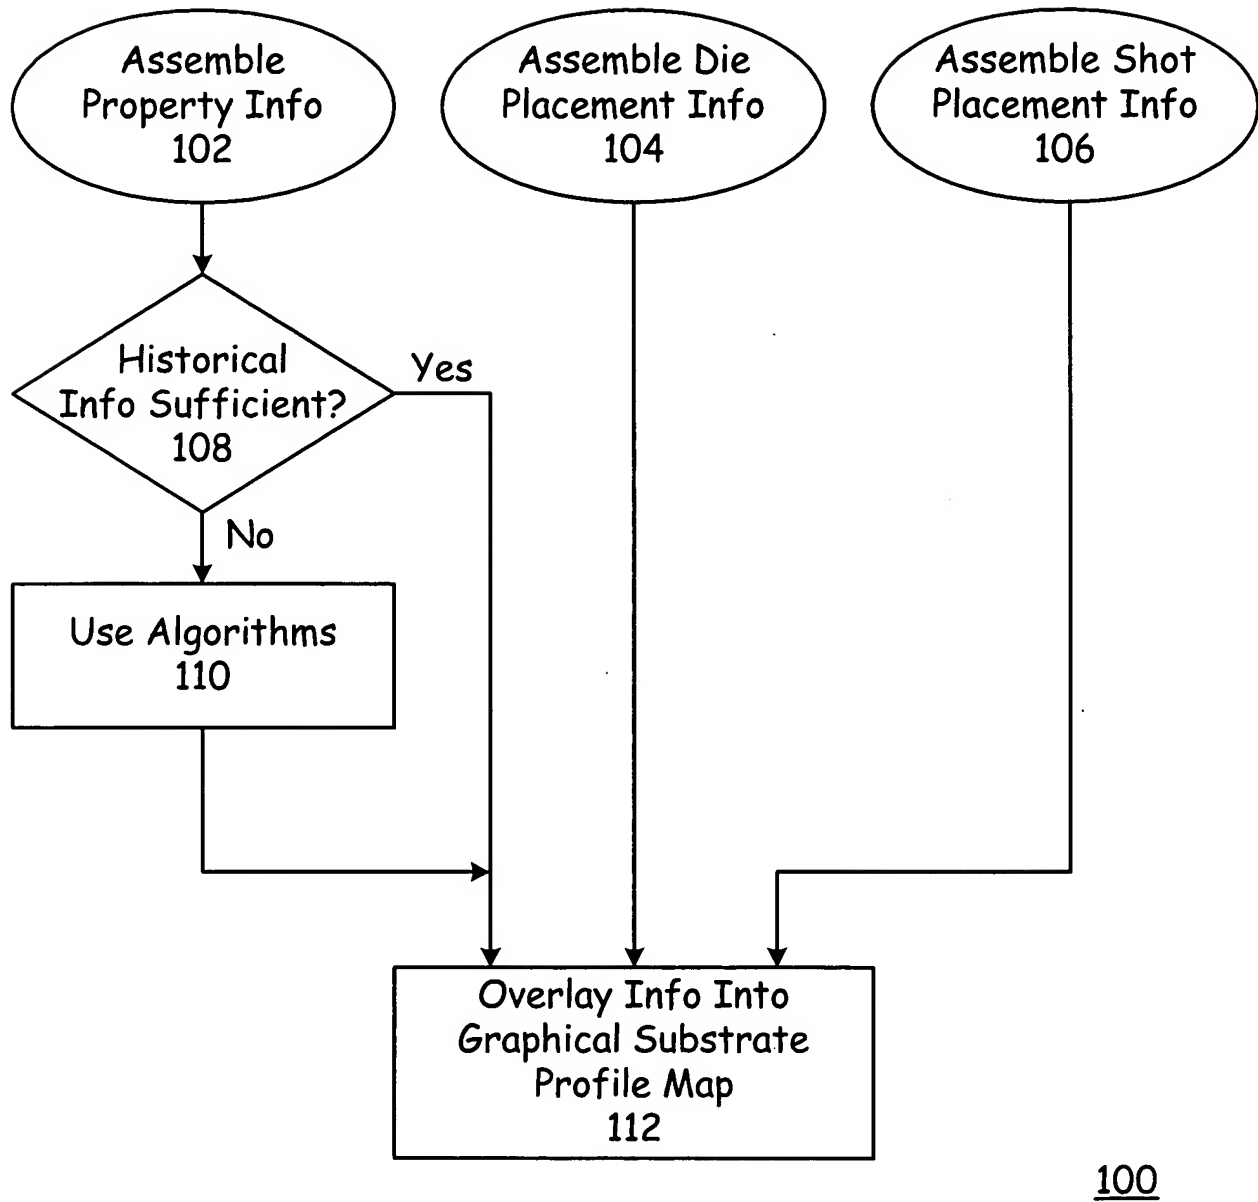 Assemble
Property Info
102
Assemble Die
Placement Info
104
Assemble Shot
Placement Info
106
Historical
Info Sufficient?
108
Yes
No
Use Algorithms
110
Overlay Info Into
Graphical Substrate
Profile Map
112
100